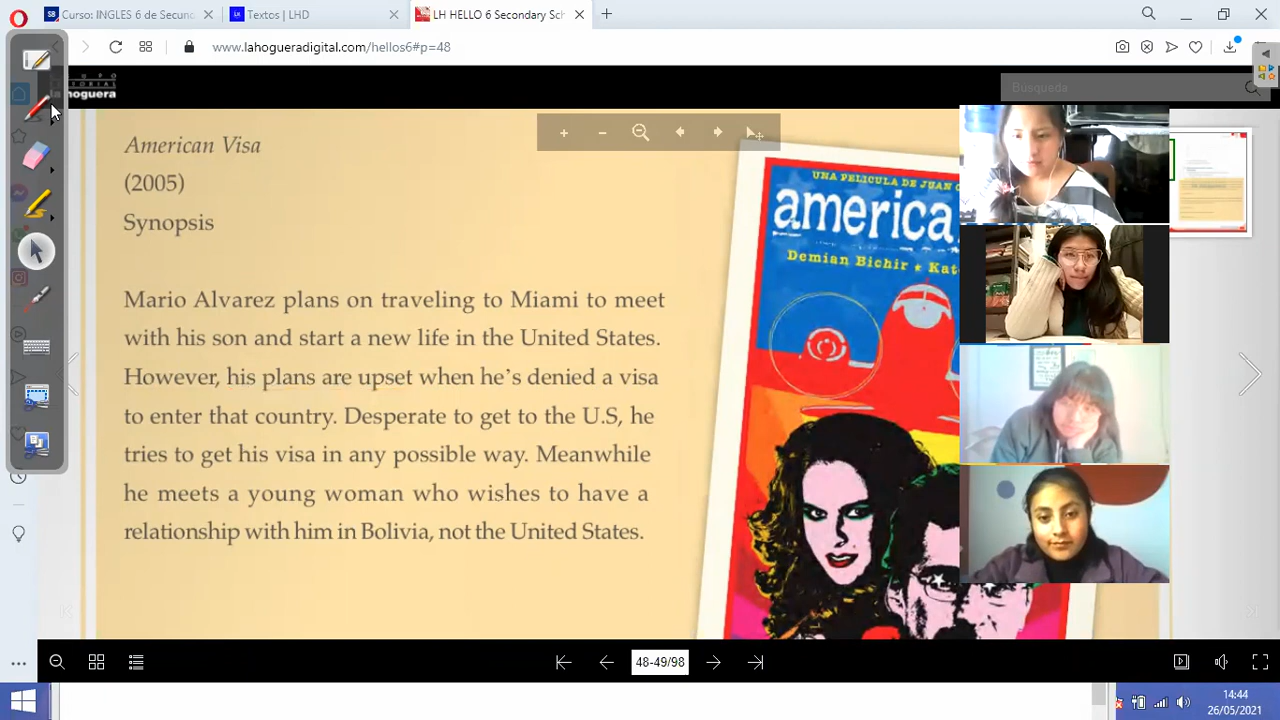 Curso: INGLES 6 de Secund
Textos | LHD
LH HELLO 6 Secondary Sch
www.lahogueradigital.com/hellos6#p=48
la hoguera
Búsqueda
American Visa
(2005)
Synopsis
Mario Alvarez plans on traveling to Miami to meet
with his son and start a new life in the United States.
However, his plans are upset when he´s denied a visa
to enter that country. Desperate to get to the U.S, he
tries to get his visa in any possible way. Meanwhile
he meets a young woman who wishes to have a
relationship with him in Bolivia, not the United States.
UNA PELICULA DE JUAN
america
Demian Bichir ★ Kat
48-49/98
14:44
26/05/2021